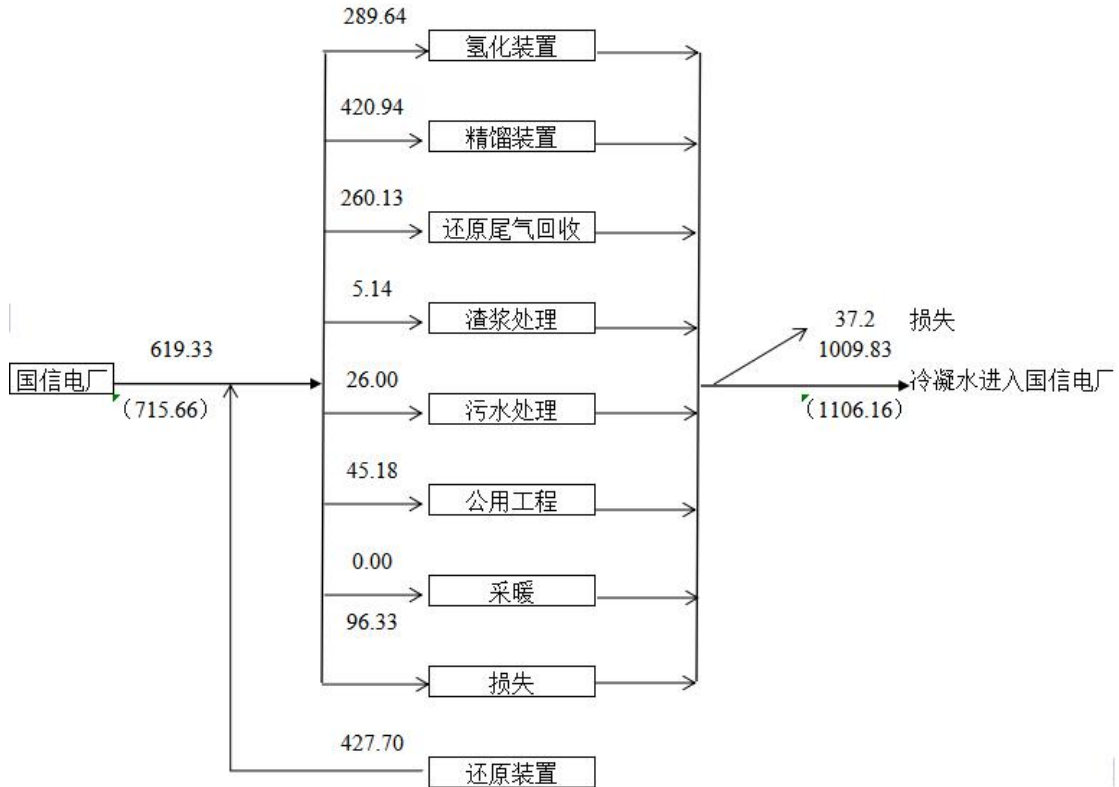 289.64
氢化装置
420.94
精馏装置
260.13
还原尾气回收
5.14
渣浆处理
37.2 损失
619.33
1009.83
国信电厂
26.00
冷凝水进入国信电厂
（715.66）
污水处理
（1106.16）
45.18
公用工程
0.00
采暖
96.33
损失
427.70
还原装置